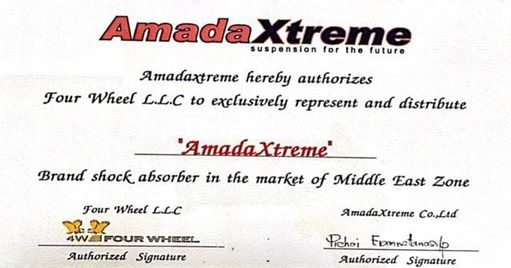 AmadaXtreme
suspension for the future
Amadaxtreme hereby authorizes
Four Wheel L.L.C to exclusively represent and distribute
"AmadaXtreme"
Brand shock absorber in the market of Middle East Zone
Four Wheel L.L.C
AmadaXtreme Co.,Ltd
FOUR WHEEL
Pichai
Authorized Signature
Authorized Signature